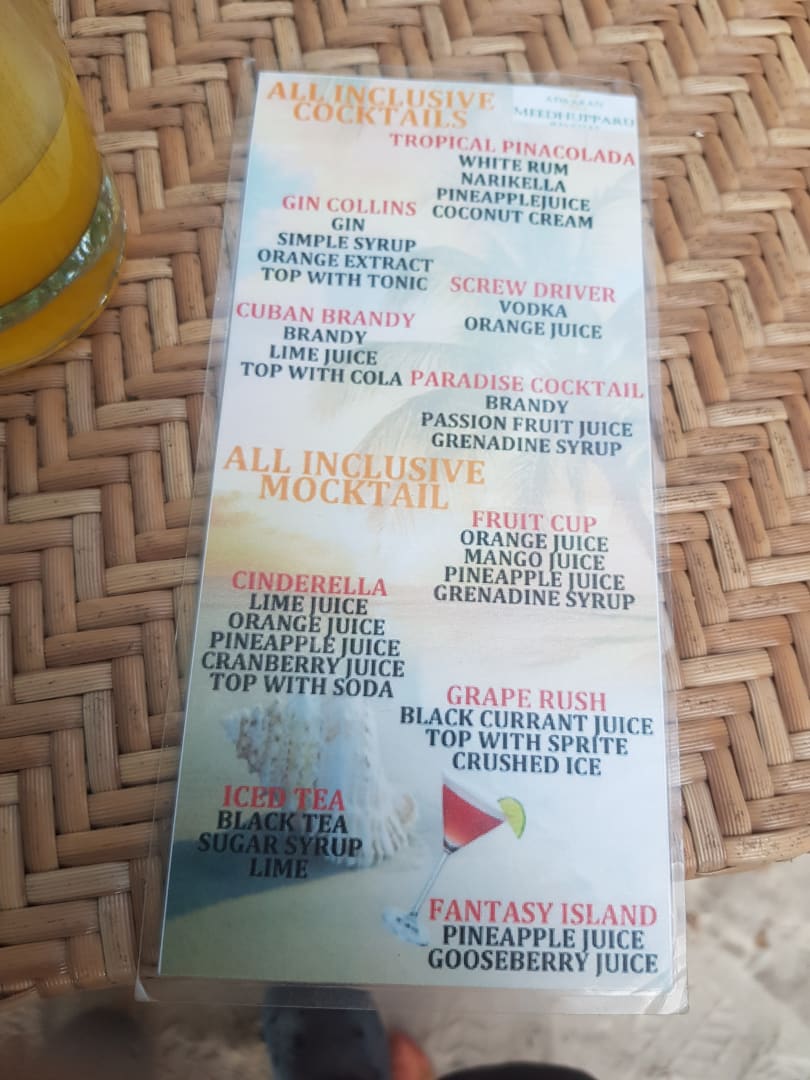 ALL INCLUSIVE
COCKTAILS
MEEDHUPPARU
TROPICAL PINACOLADA
WHITE RUM
NARIKELLA
PINEAPPLEJUICE
COCONUT CREAM
GIN COLLINS
GIN
SIMPLE SYRUP
ORANGE EXTRACT
TOP WITH TONIC
SCREW DRIVER
VODKA
ORANGE JUICE
CUBAN BRANDY
BRANDY
LIME JUICE
TOP WITH COLA
PARADISE COCKTAIL
BRANDY
PASSION FRUIT JUICE
GRENADINE SYRUP
ALL INCLUSIVE
MOCKTAIL
FRUIT CUP
ORANGE JUICE
MANGO JUICE
PINEAPPLE JUICE
GRENADINE SYRUP
CINDERELLA
LIME JUICE
ORANGE JUICE
PINEAPPLE JUICE
CRANBERRY JUICE
TOP WITH SODA
GRAPE RUSH
BLACK CURRANT JUICE
TOP WITH SPRITE
CRUSHED ICE
ICED TEA
BLACK TEA
SUGAR SYRUP
LIME
FANTASY ISLAND
PINEAPPLE JUICE
GOOSEBERRY JUICE